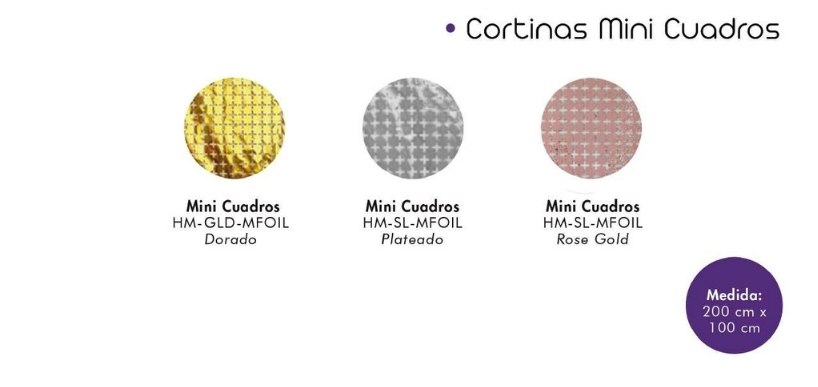 • Cortinas Mini Cuadros
Mini Cuadros
HM-GLD-MFOIL
Dorado
Mini Cuadros
HM-SL-MFOIL
Plateado
Mini Cuadros
HM-SL-MFOIL
Rose Gold
Medida:
200 cm x
100 cm